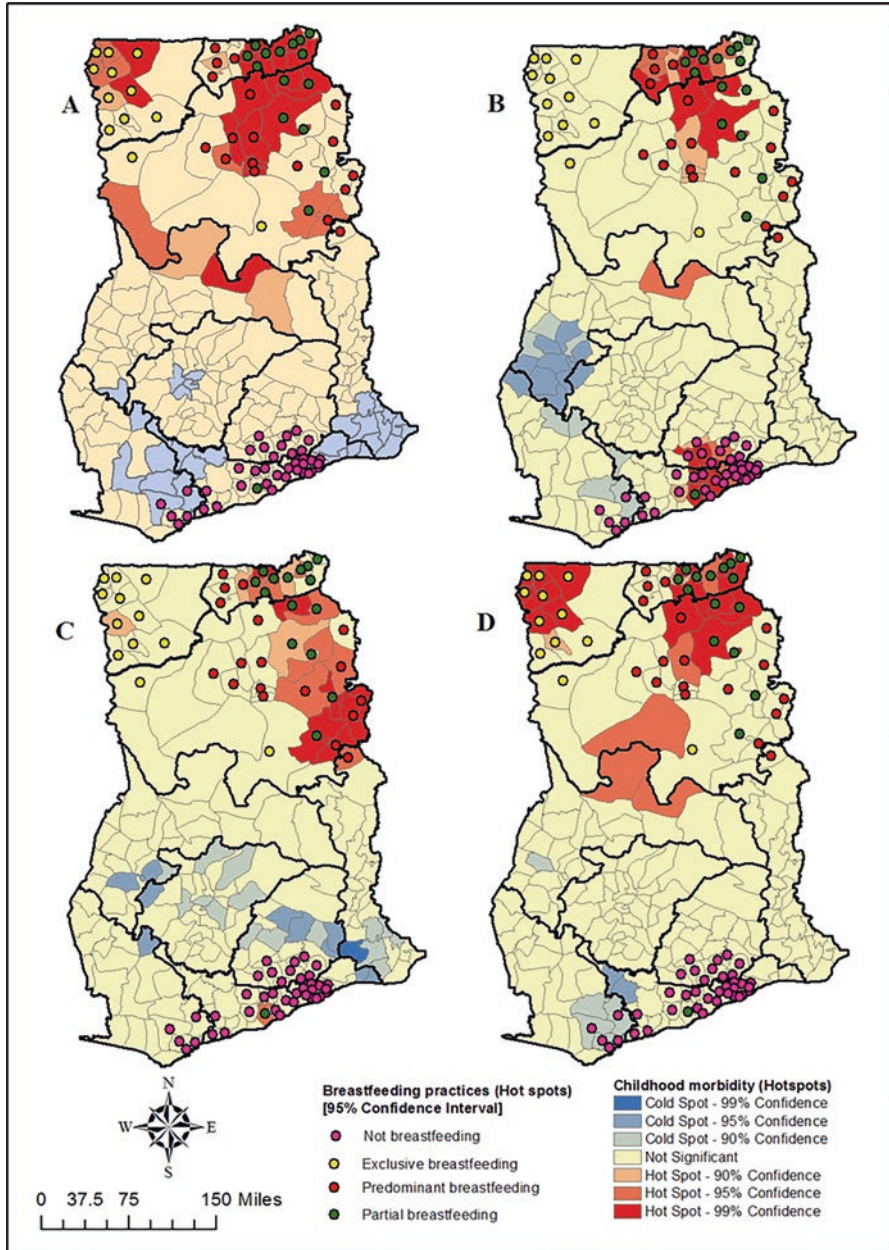 A
B
C
D
N
W E
S
0 37.5 75 150 Miles
Breastfeeding practices (Hot spots)
[95% Confidence Interval]
Not breastfeeding
Exclusive breastfeeding
Predominant breastfeeding
Partial breastfeeding
Childhood morbidity (Hotspots)
Cold Spot - 99% Confidence
Cold Spot - 95% Confidence
Cold Spot - 90% Confidence
Not Significant
Hot Spot - 90% Confidence
Hot Spot - 95% Confidence
Hot Spot - 99% Confidence